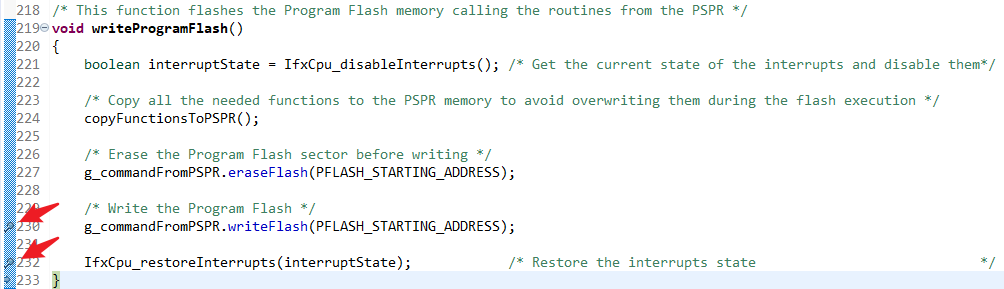 218 /* This function flashes the Program Flash memory calling the routines from the PSPR */
219 void writeProgramFlash()
220 {
221 boolean interruptState = IfxCpu_disableInterrupts(); /* Get the current state of the interrupts and disable them*/
222
223 /* Copy all the needed functions to the PSPR memory to avoid overwriting them during the flash execution */
224 copyFunctionsToPSPR();
225
226 /* Erase the Program Flash sector before writing */
227 g_commandFromPSPR.eraseFlash(PFLASH_STARTING_ADDRESS);
228
229 /* Write the Program Flash */
230 g_commandFromPSPR.writeFlash(PFLASH_STARTING_ADDRESS);
231
232 IfxCpu_restoreInterrupts(interruptState); /* Restore the interrupts state */
233 }